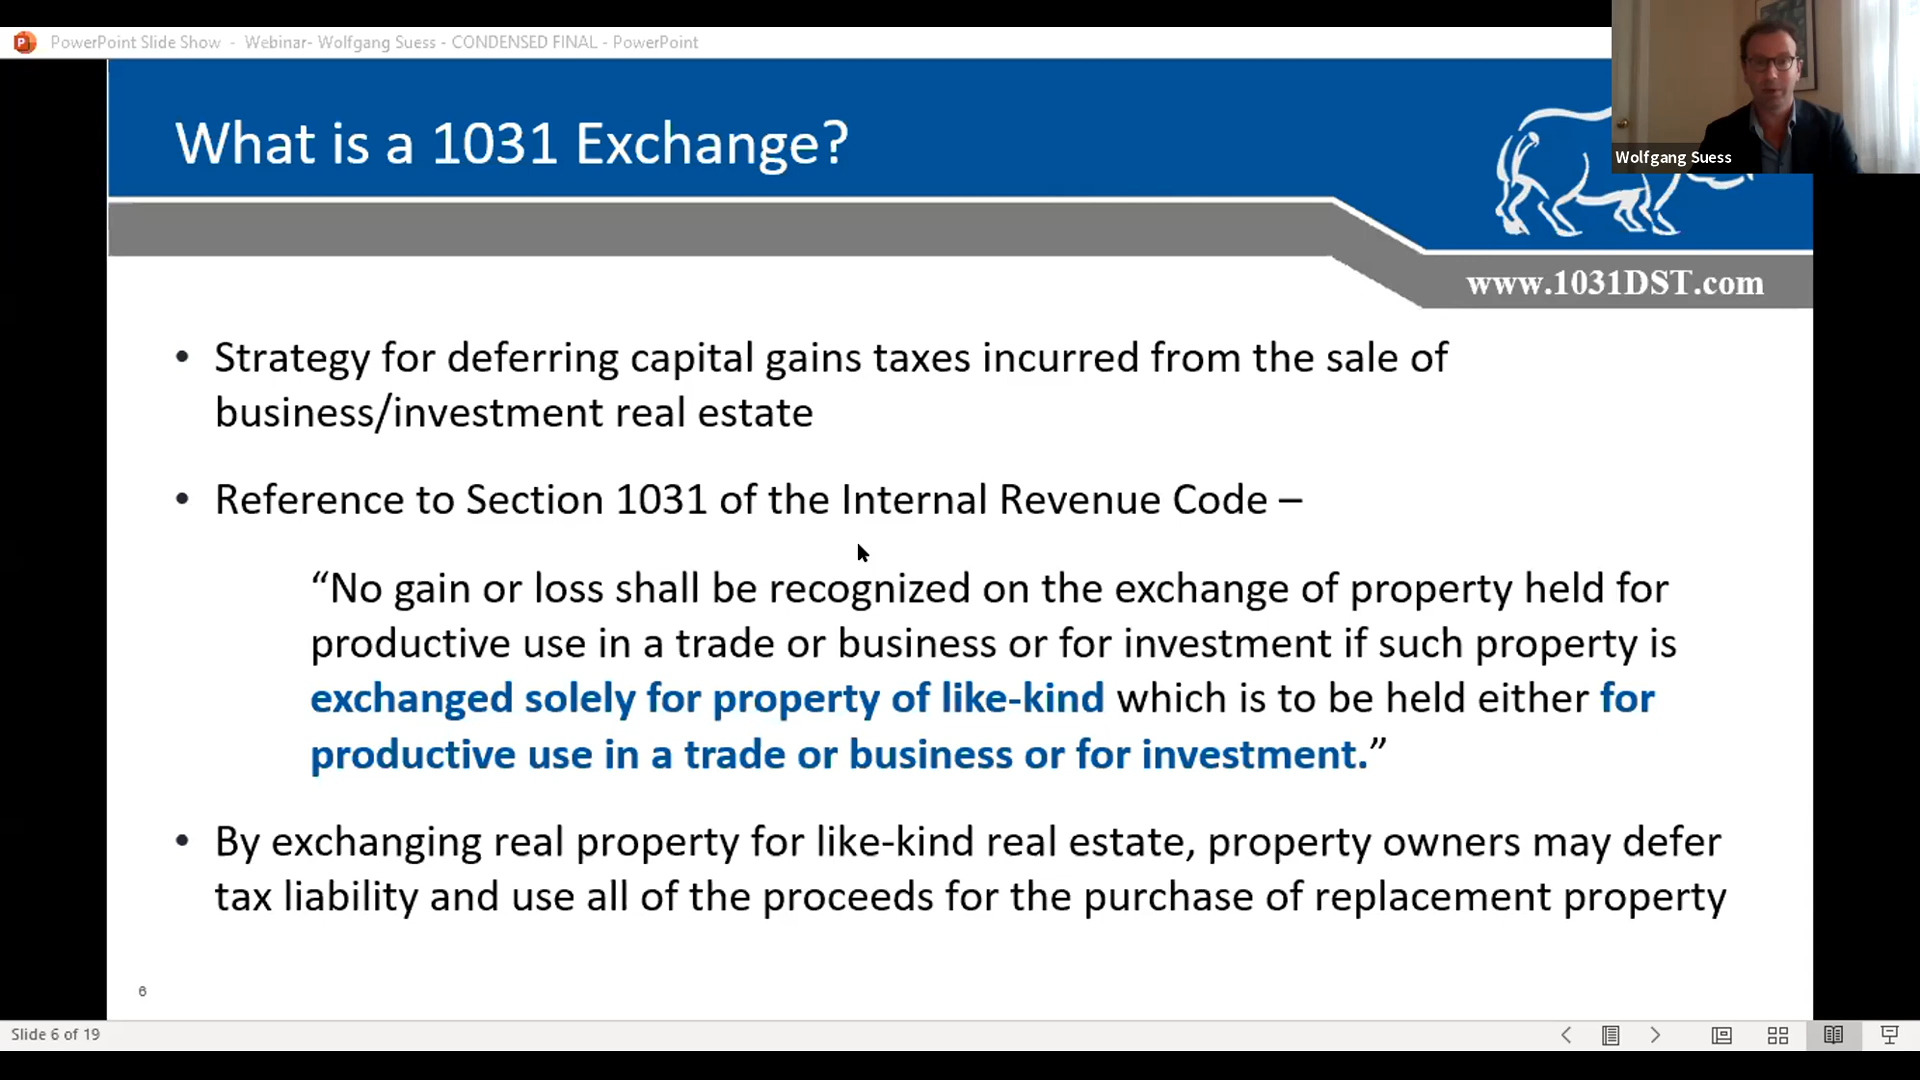 PowerPoint Slide Show - Webinar- Wolfgang Suess - CONDENSED FINAL - PowerPoint
Wolfgang Suess
What is a 1031 Exchange?
www.1031DST.com
• Strategy for deferring capital gains taxes incurred from the sale of
business/investment real estate
• Reference to Section 1031 of the Internal Revenue Code –
“No gain or loss shall be recognized on the exchange of property held for
productive use in a trade or business or for investment if such property is
exchanged solely for property of like-kind which is to be held either for
productive use in a trade or business or for investment.”
• By exchanging real property for like-kind real estate, property owners may defer
tax liability and use all of the proceeds for the purchase of replacement property
6
Slide 6 of 19